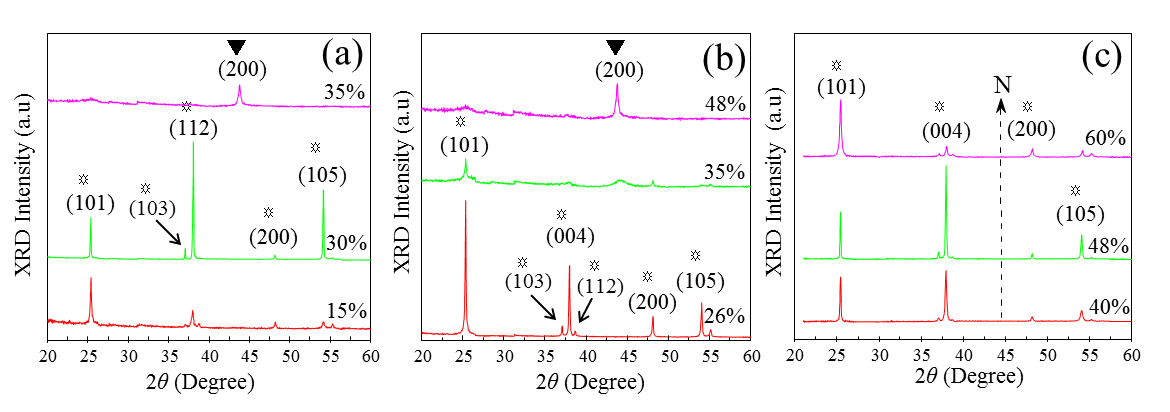 (a)
(200)
35%
(112)
(105)
(101)
(103)
(200)
30%
15%
20 25 30 35 40 45 50 55 60
2θ (Degree)
XRD Intensity (a.u)
(b)
(200)
48%
(101)
35%
(004)
(103)
(112)
(200)
(105)
26%
20 25 30 35 40 45 50 55 60
2θ (Degree)
XRD Intensity (a.u)
(c)
(101)
N
(004)
(200)
60%
(105)
48%
40%
20 25 30 35 40 45 50 55 60
2θ (Degree)
XRD Intensity (a.u)